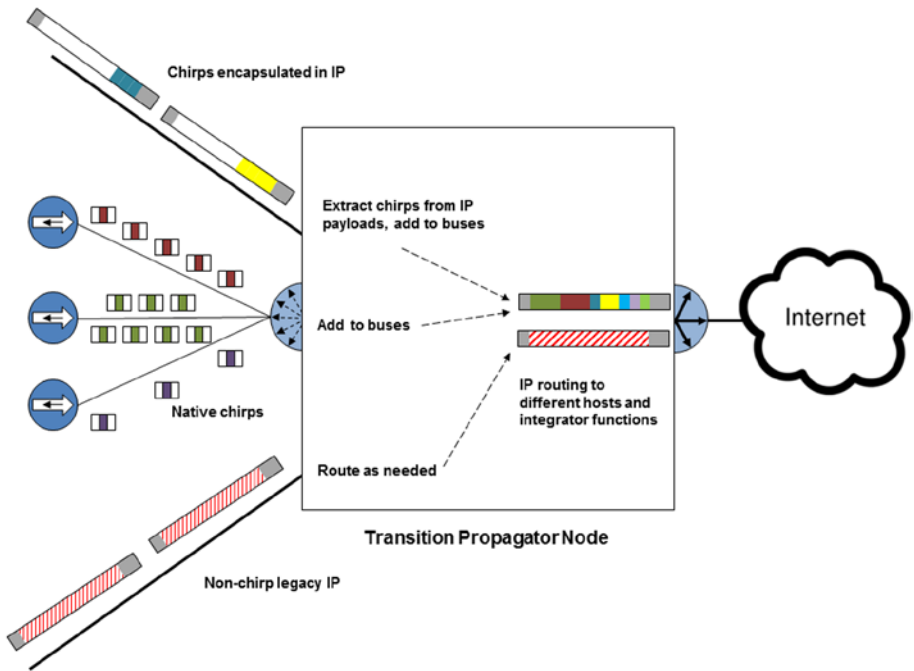 Chirps encapsulated in IP
Extract chirps from IP
payloads, add to buses
Add to buses
Native chirps
IP routing to
different hosts and
integrator functions
Route as needed
Internet
Transition Propagator Node
Non-chirp legacy IP